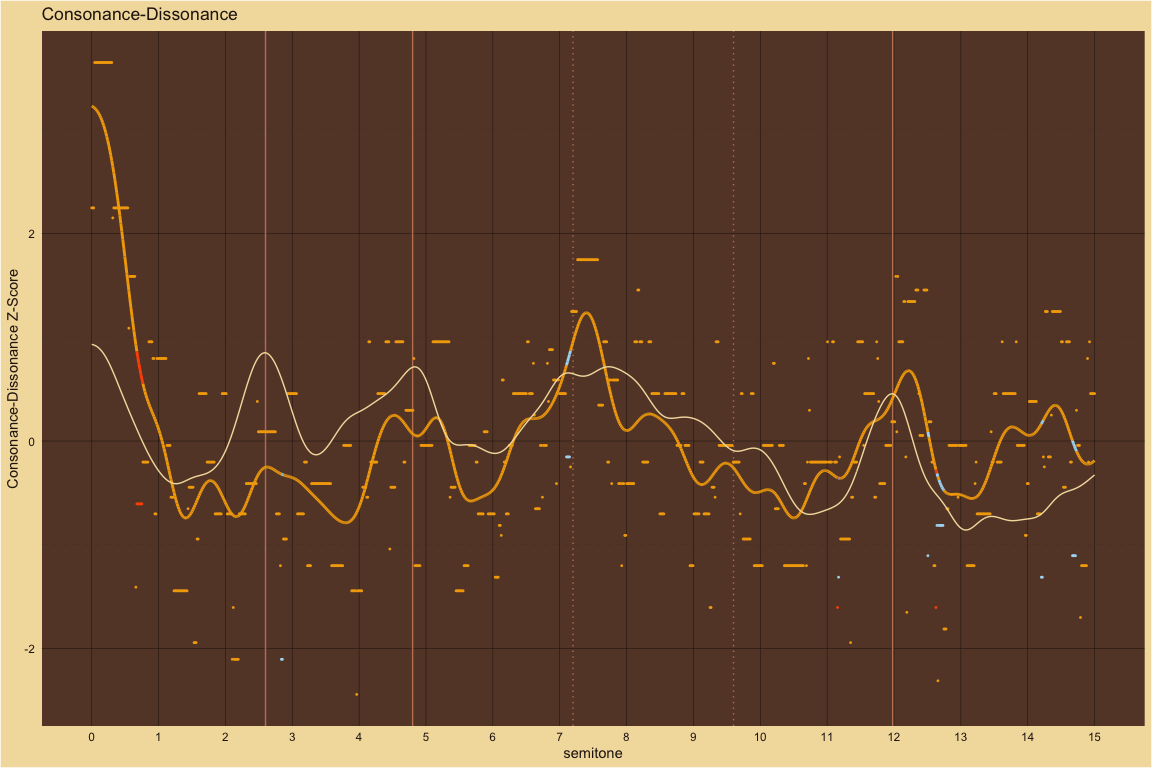 Consonance-Dissonance
Consonance-Dissonance Z-Score
2
0
-2
0 1 2 3 4 5 6 7 8 9 10 11 12 13 14 15
semitone